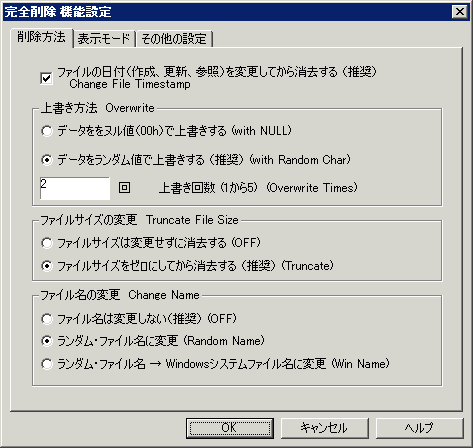 完全削除 機能設定
削除方法 表示モード その他の設定
ファイルの日付(作成、更新、参照)を変更してから消去する (推奨)
Change File Timestamp
上書き方法 Overwrite
データををヌル値(00h)で上書きする (with NULL)
データをランダム値で上書きする (推奨) (with Random Char)
2 回 上書き回数 (1から5) (Overwrite Times)
ファイルサイズの変更 Truncate File Size
ファイルサイズは変更せずに消去する (OFF)
ファイルサイズをゼロにしてから消去する (推奨) (Truncate)
ファイル名の変更 Change Name
ファイル名は変更しない(推奨) (OFF)
ランダム・ファイル名に変更 (Random Name)
ランダム・ファイル名 → Windowsシステムファイル名に変更 (Win Name)
OK キャンセル ヘルプ